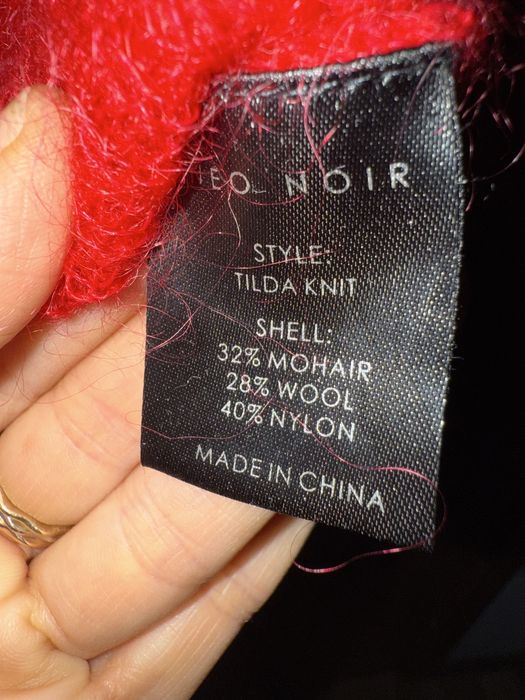 NOIR
STYLE:
TILDA KNIT
SHELL:
32% MOHAIR
28% WOOL
40% NYLON
MADE IN CHINA